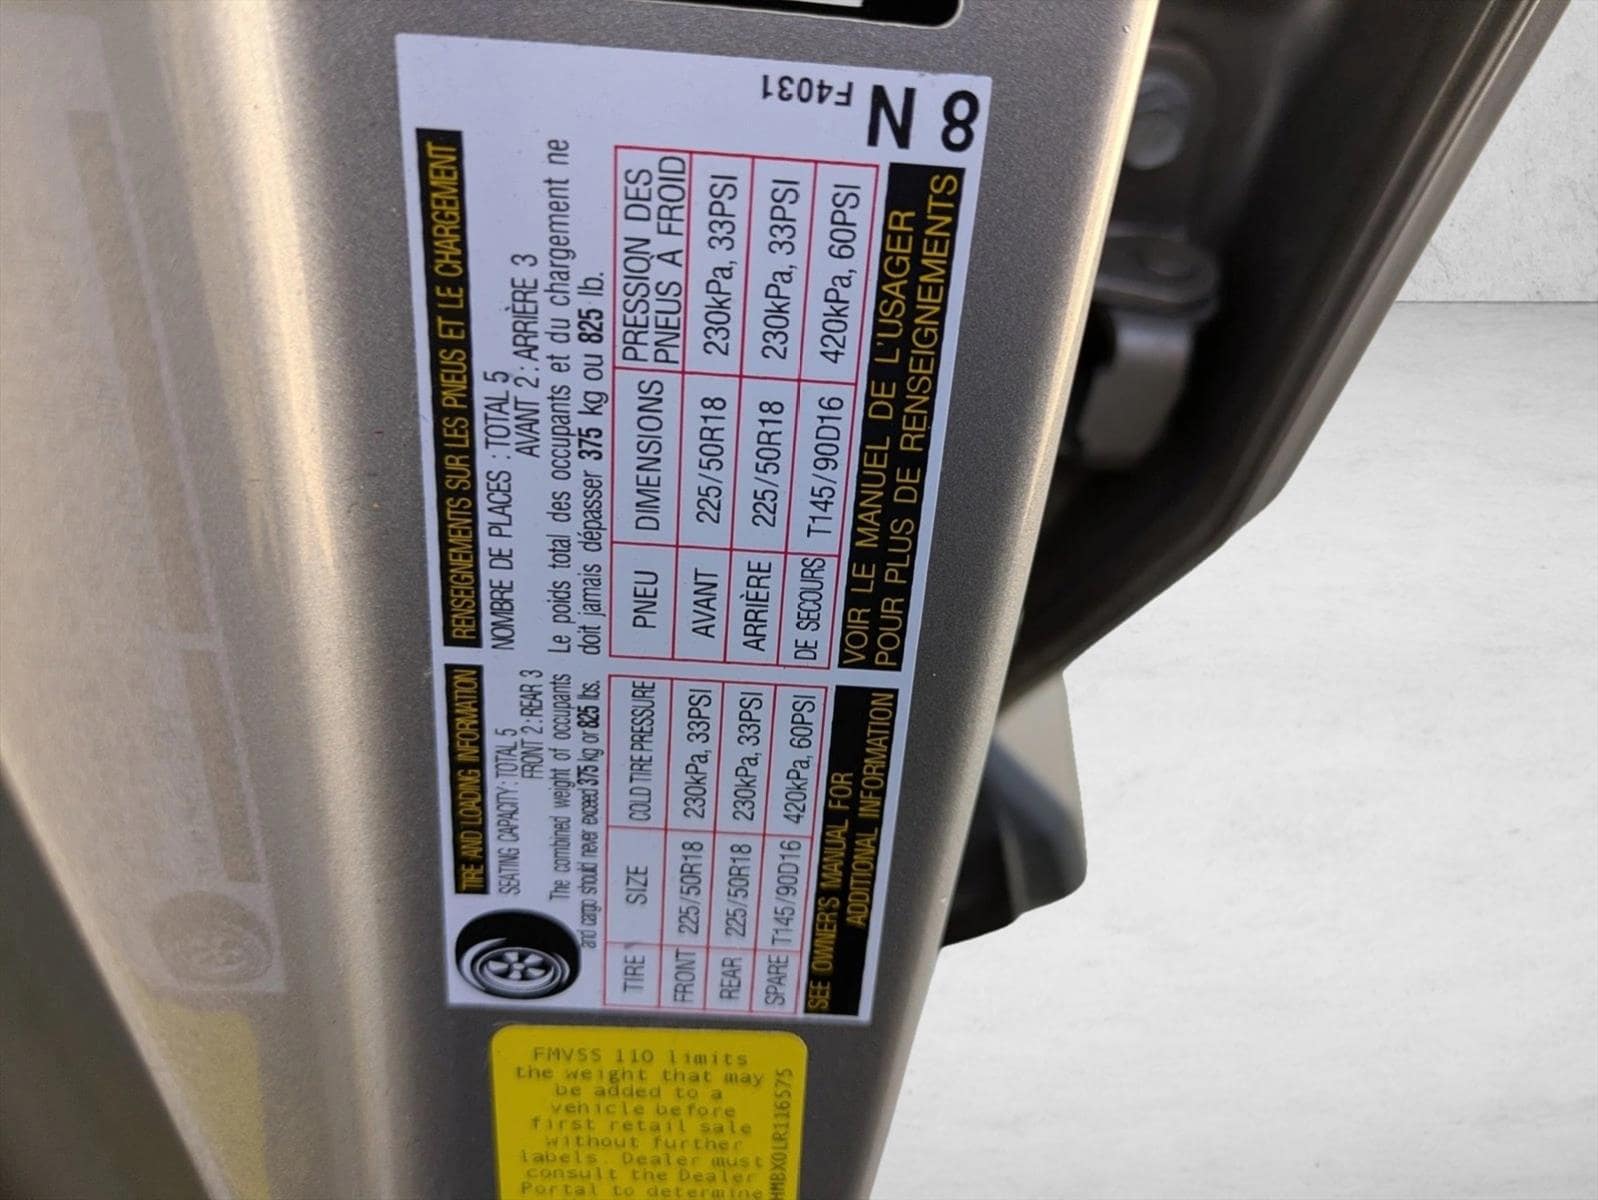 TIRE AND LOADING INFORMATION
SEATING CAPACITY : TOTAL 5
FRONT 2 · REAR 3
The combined weight of occupants
and cargo should never exceed 375 kg or 825 lbs.
TIRE SIZE COLD TIRE PRESSURE
FRONT 225/50R18 230kPa, 33PSI
REAR 225/50R18 230kPa, 33PSI
SPARE T145/90D16 420kPa, 60PSI
SEE OWNER'S MANUAL FOR
ADDITIONAL INFORMATION
RENSEIGNEMENTS SUR LES PNEUS ET LE CHARGEMENT
NOMBRE DE PLACES : TOTAL 5
AVANT 2 : ARRIÈRE 3
Le poids total des occupants et du chargement ne
doit jamais dépasser 375 kg ou 825 lb.
PNEU DIMENSIONS PRESSION DES
PNEUS À FROID
AVANT 225/50R18 230kPa, 33PSI
ARRIÈRE 225/50R18 230kPa, 33PSI
DE SECOURS T145/90D16 420kPa, 60PSI
VOIR LE MANUEL DE L'USAGER
POUR PLUS DE RENSEIGNEMENTS
F4031
8 N
FMVSS 110 limits
the weight that may
be added to a
vehicle before
first retail sale
without further
labels. Dealer must
consult the Dealer
Portal to determine
HMBX0LR116575